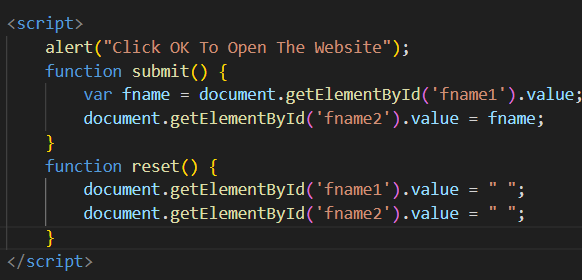 <script>
alert("Click OK To Open The Website");
function submit() {
var fname = document.getElementById('fname1').value;
document.getElementById('fname2').value = fname;
}
function reset() {
document.getElementById('fname1').value = " ";
document.getElementById('fname2').value = " ";
}
</script>